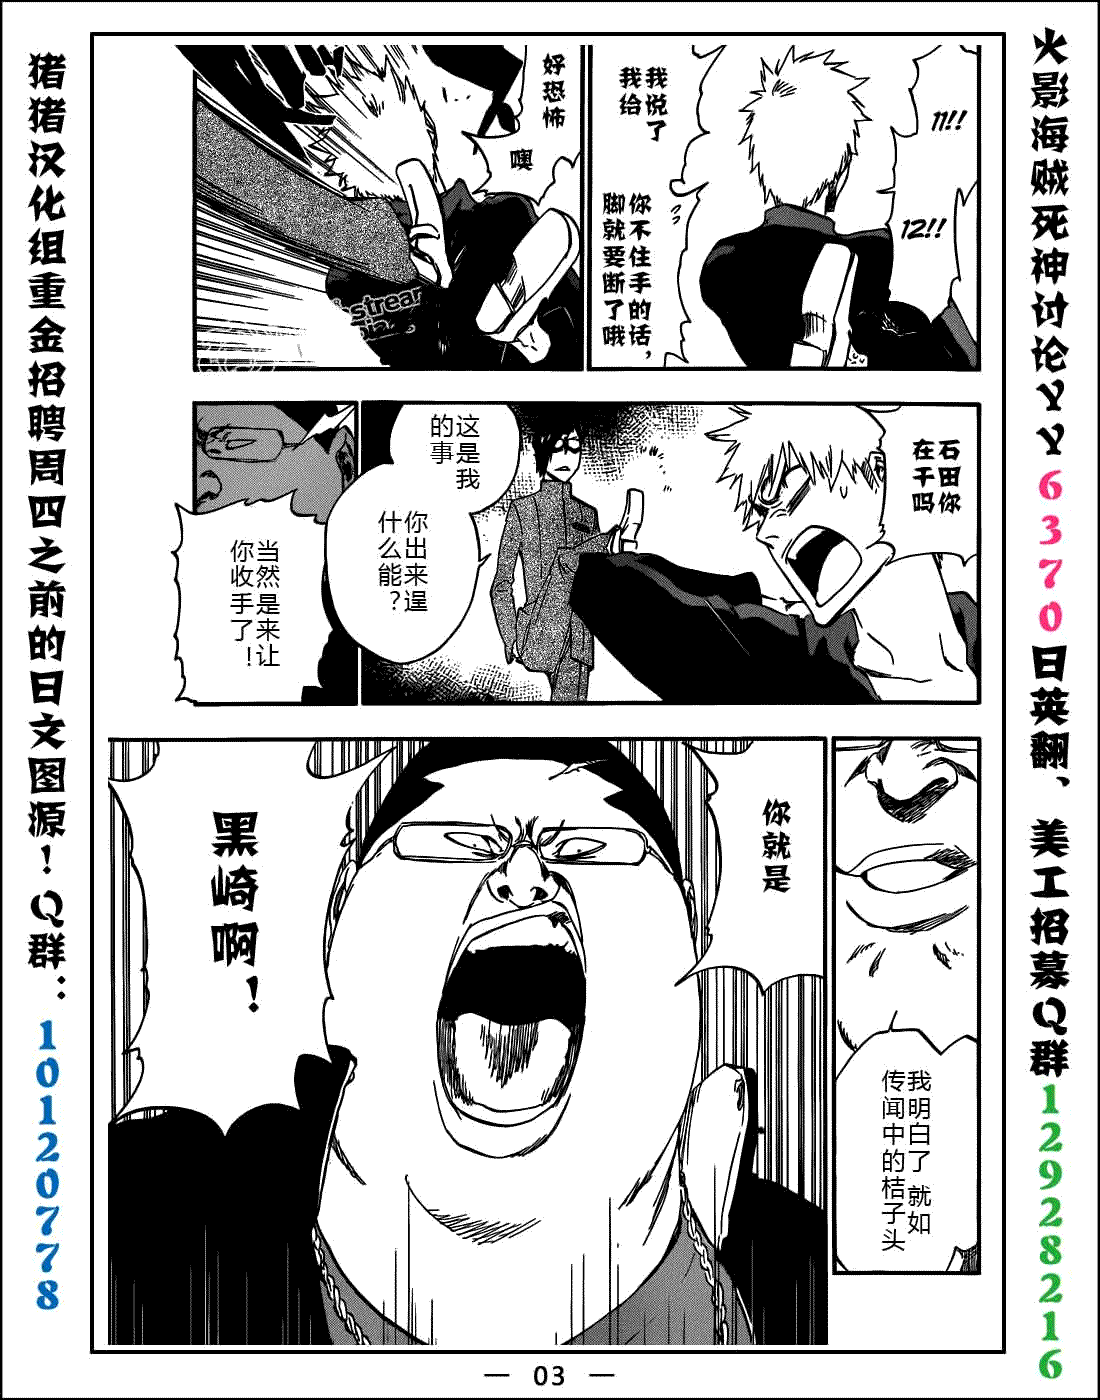 火影海贼死神讨论YY6370日英翻、美工招募Q群12928216
11!!
12!!
我说了
我给
你不住手的话，
脚就要断了哦
好恐怖
噢
石田你
在干吗
这是我
的事
你出来逞
什么能？
当然是来让
你收手了！
我明白了 就如
传闻中的桔子头
你就是
黑崎啊！
猪猪汉化组重金招聘周四之前的日文图源！Q群：101207778
— 03 —